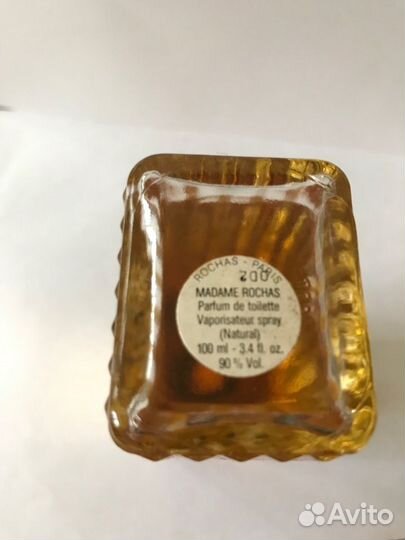 ROCHAS - PARIS
MADAME ROCHAS
Parfum de toilette
Vaporisateur spray
(Natural)
100 ml - 3.4 fl. oz.
90 % Vol.
Avito